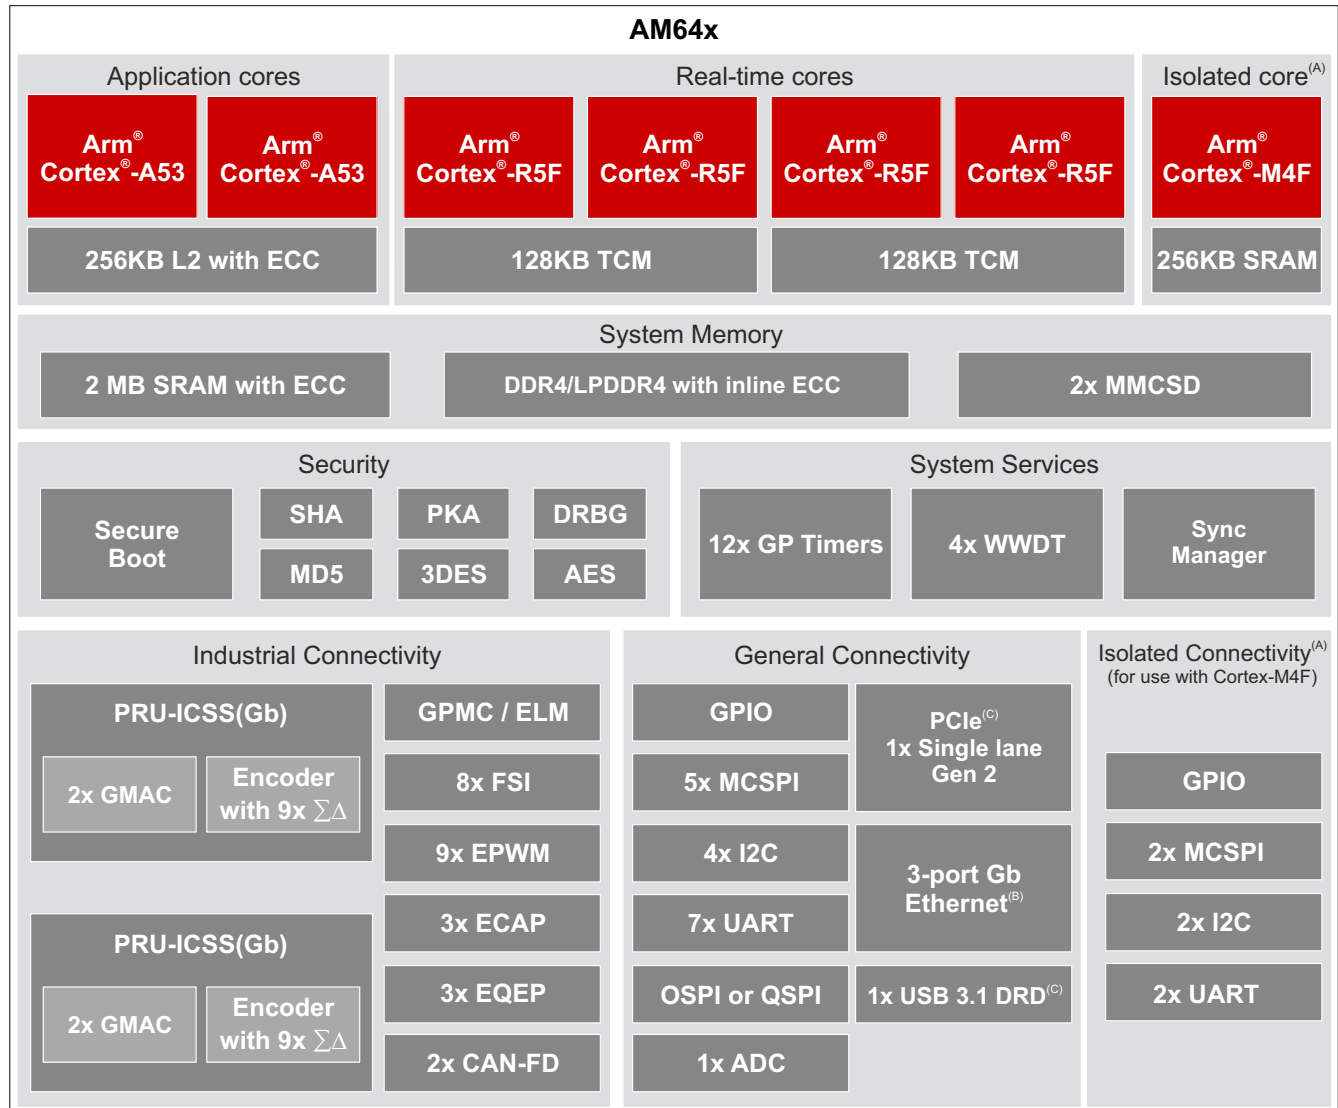 AM64x
Application cores
Arm®
Cortex®-A53
Arm®
Cortex®-A53
256KB L2 with ECC
Real-time cores
Arm®
Cortex®-R5F
Arm®
Cortex®-R5F
Arm®
Cortex®-R5F
Arm®
Cortex®-R5F
128KB TCM
128KB TCM
Isolated core(A)
Arm®
Cortex®-M4F
256KB SRAM
System Memory
2 MB SRAM with ECC
DDR4/LPDDR4 with inline ECC
2x MMCSD
Security
Secure
Boot
SHA
PKA
DRBG
MD5
3DES
AES
System Services
12x GP Timers
4x WWDT
Sync
Manager
Industrial Connectivity
PRU-ICSS(Gb)
2x GMAC
Encoder
with 9x ∑∆
PRU-ICSS(Gb)
2x GMAC
Encoder
with 9x ∑∆
GPMC / ELM
8x FSI
9x EPWM
3x ECAP
3x EQEP
2x CAN-FD
General Connectivity
GPIO
5x MCSPI
4x I2C
7x UART
OSPI or QSPI
1x ADC
PCIe(C)
1x Single lane
Gen 2
3-port Gb
Ethernet(B)
1x USB 3.1 DRD(C)
Isolated Connectivity(A)
(for use with Cortex-M4F)
GPIO
2x MCSPI
2x I2C
2x UART